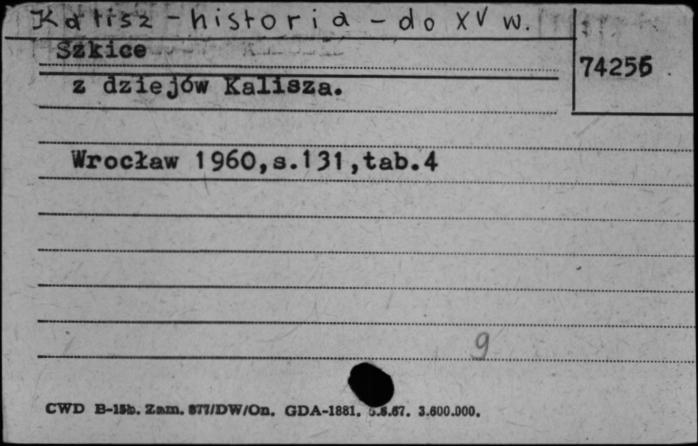 Kalisz - historia - do XV w.
Szkice
74256
z dziejów Kalisza.
Wrocław 1960,s.131,tab.4
9
CWD B-15b. Zam. 877/DW/On. GDA-1881. 5.8.67. 3.600.000.